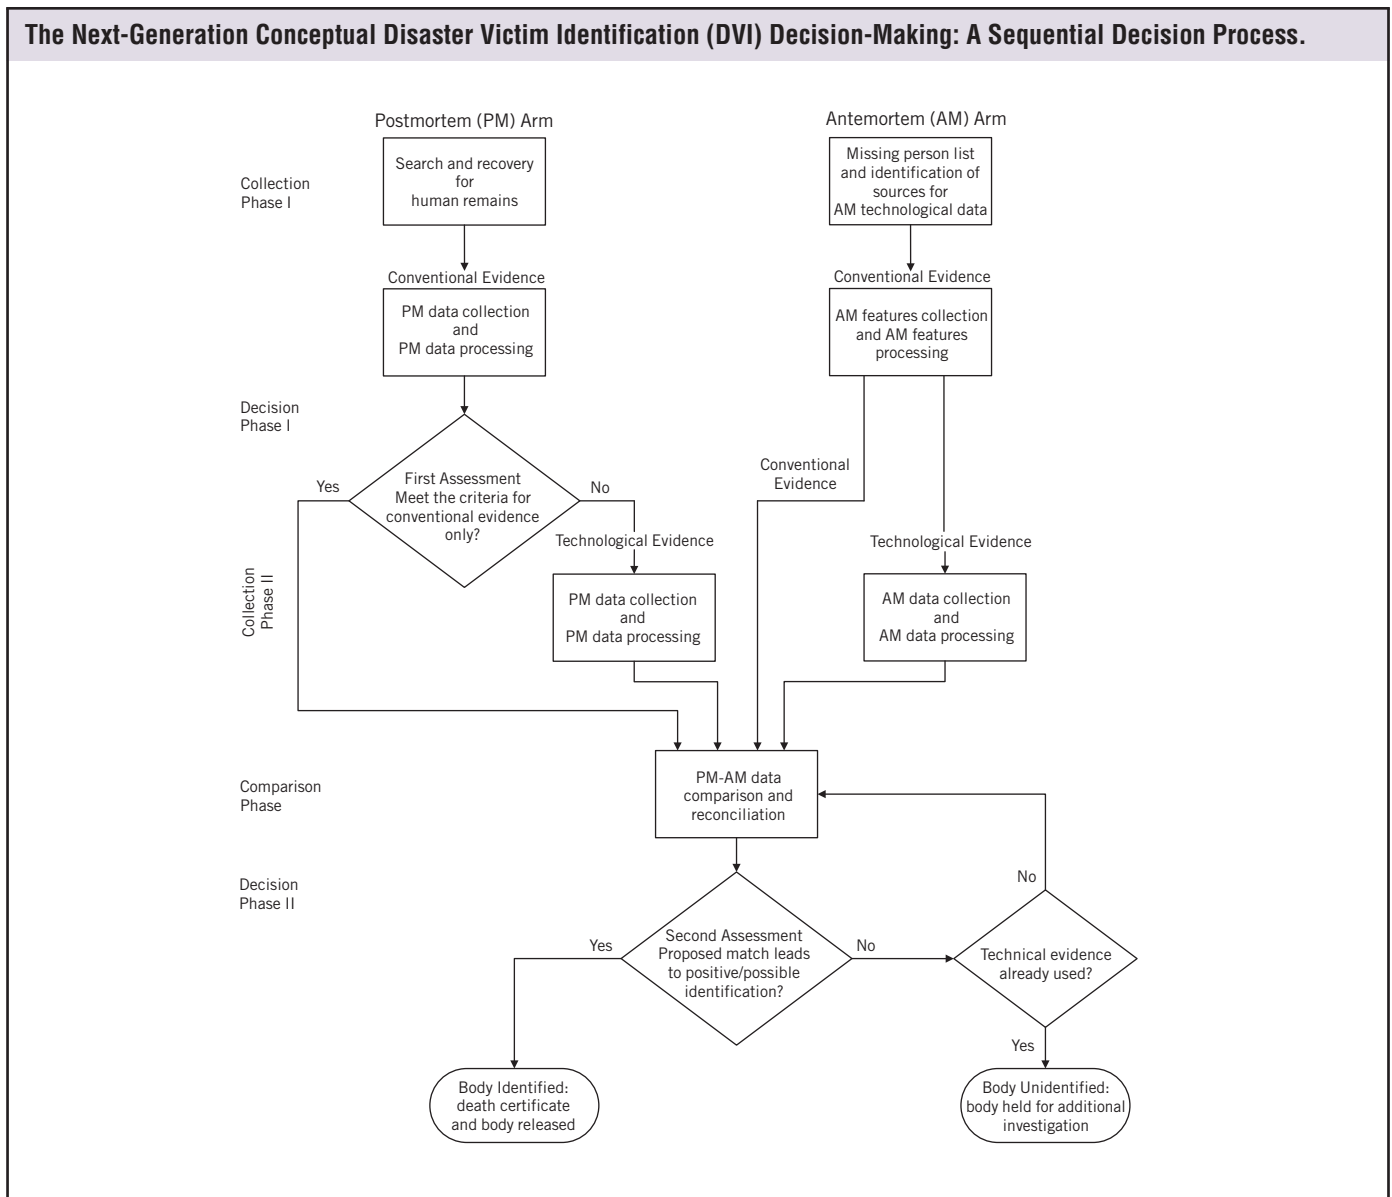 The Next-Generation Conceptual Disaster Victim Identification (DVI) Decision-Making: A Sequential Decision Process.
Postmortem (PM) Arm
Antemortem (AM) Arm
Collection
Phase I
Search and recovery
for
human remains
Missing person list
and identification of
sources for
AM technological data
Conventional Evidence
PM data collection
and
PM data processing
Conventional Evidence
AM features collection
and AM features
processing
Decision
Phase I
First Assessment
Meet the criteria for
conventional evidence
only?
Yes
No
Conventional
Evidence
Technological Evidence
Technological Evidence
Collection
Phase II
PM data collection
and
PM data processing
AM data collection
and
AM data processing
Comparison
Phase
PM-AM data
comparison and
reconciliation
Decision
Phase II
Second Assessment
Proposed match leads
to positive/possible
identification?
Yes
No
Technical evidence
already used?
No
Yes
Body Identified:
death certificate
and body released
Body Unidentified:
body held for additional
investigation